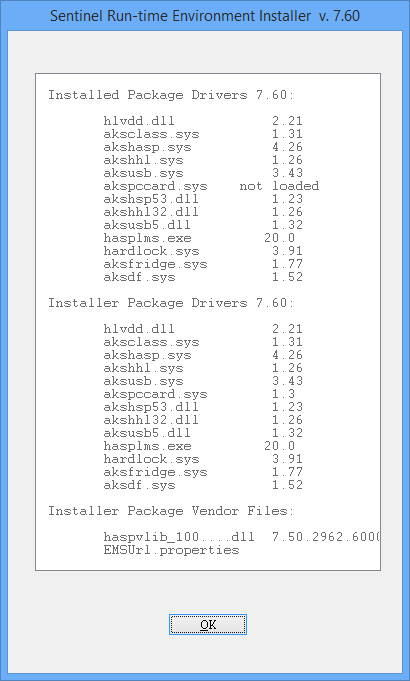 Sentinel Run-time Environment Installer v. 7.60
Installed Package Drivers 7.60:
hlvdd.dll 2.21
aksclass.sys 1.31
akshasp.sys 4.26
akshhl.sys 1.26
aksusb.sys 3.43
akspccard.sys not loaded
akshsp53.dll 1.23
akshhl32.dll 1.26
aksusb5.dll 1.32
hasplms.exe 20.0
hardlock.sys 3.91
aksfridge.sys 1.77
aksdf.sys 1.52
Installer Package Drivers 7.60:
hlvdd.dll 2.21
aksclass.sys 1.31
akshasp.sys 4.26
akshhl.sys 1.26
aksusb.sys 3.43
akspccard.sys 1.3
akshsp53.dll 1.23
akshhl32.dll 1.26
aksusb5.dll 1.32
hasplms.exe 20.0
hardlock.sys 3.91
aksfridge.sys 1.77
aksdf.sys 1.52
Installer Package Vendor Files:
haspvlib_100....dll 7.50.2962.6000
EMSUrl.properties
OK